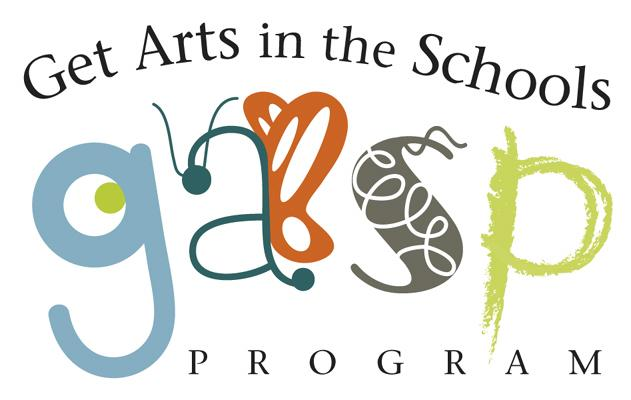 Get Arts in the Schools
gasp
PROGRAM